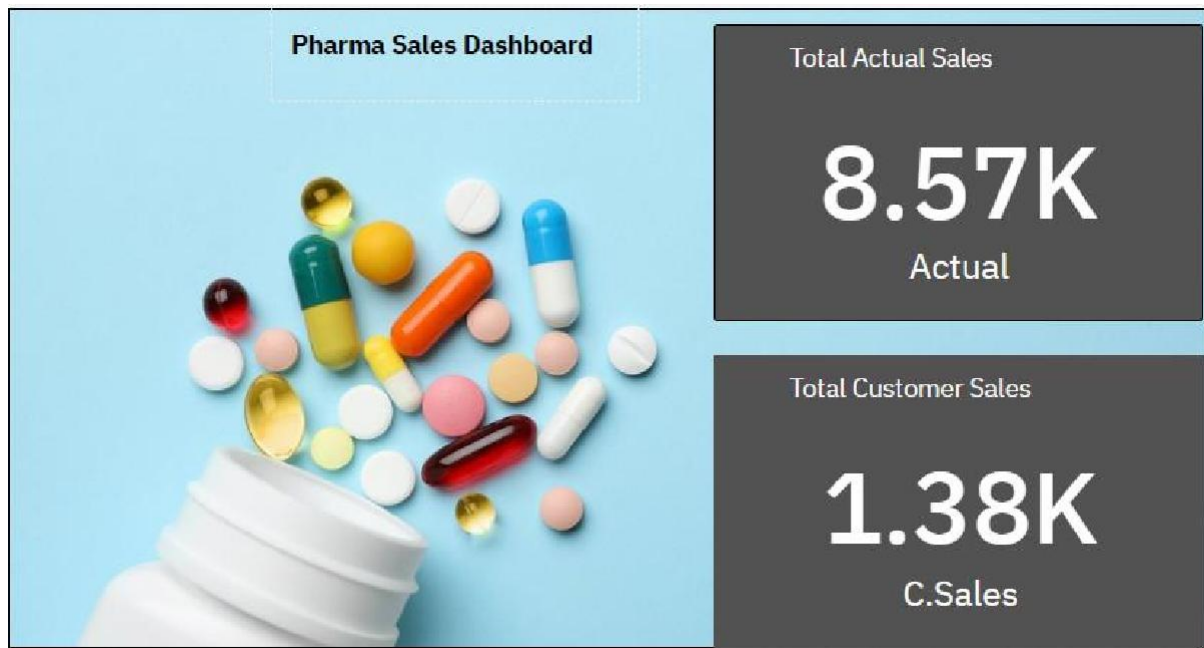 Pharma Sales Dashboard
Total Actual Sales
8.57K
Actual
Total Customer Sales
1.38K
C.Sales